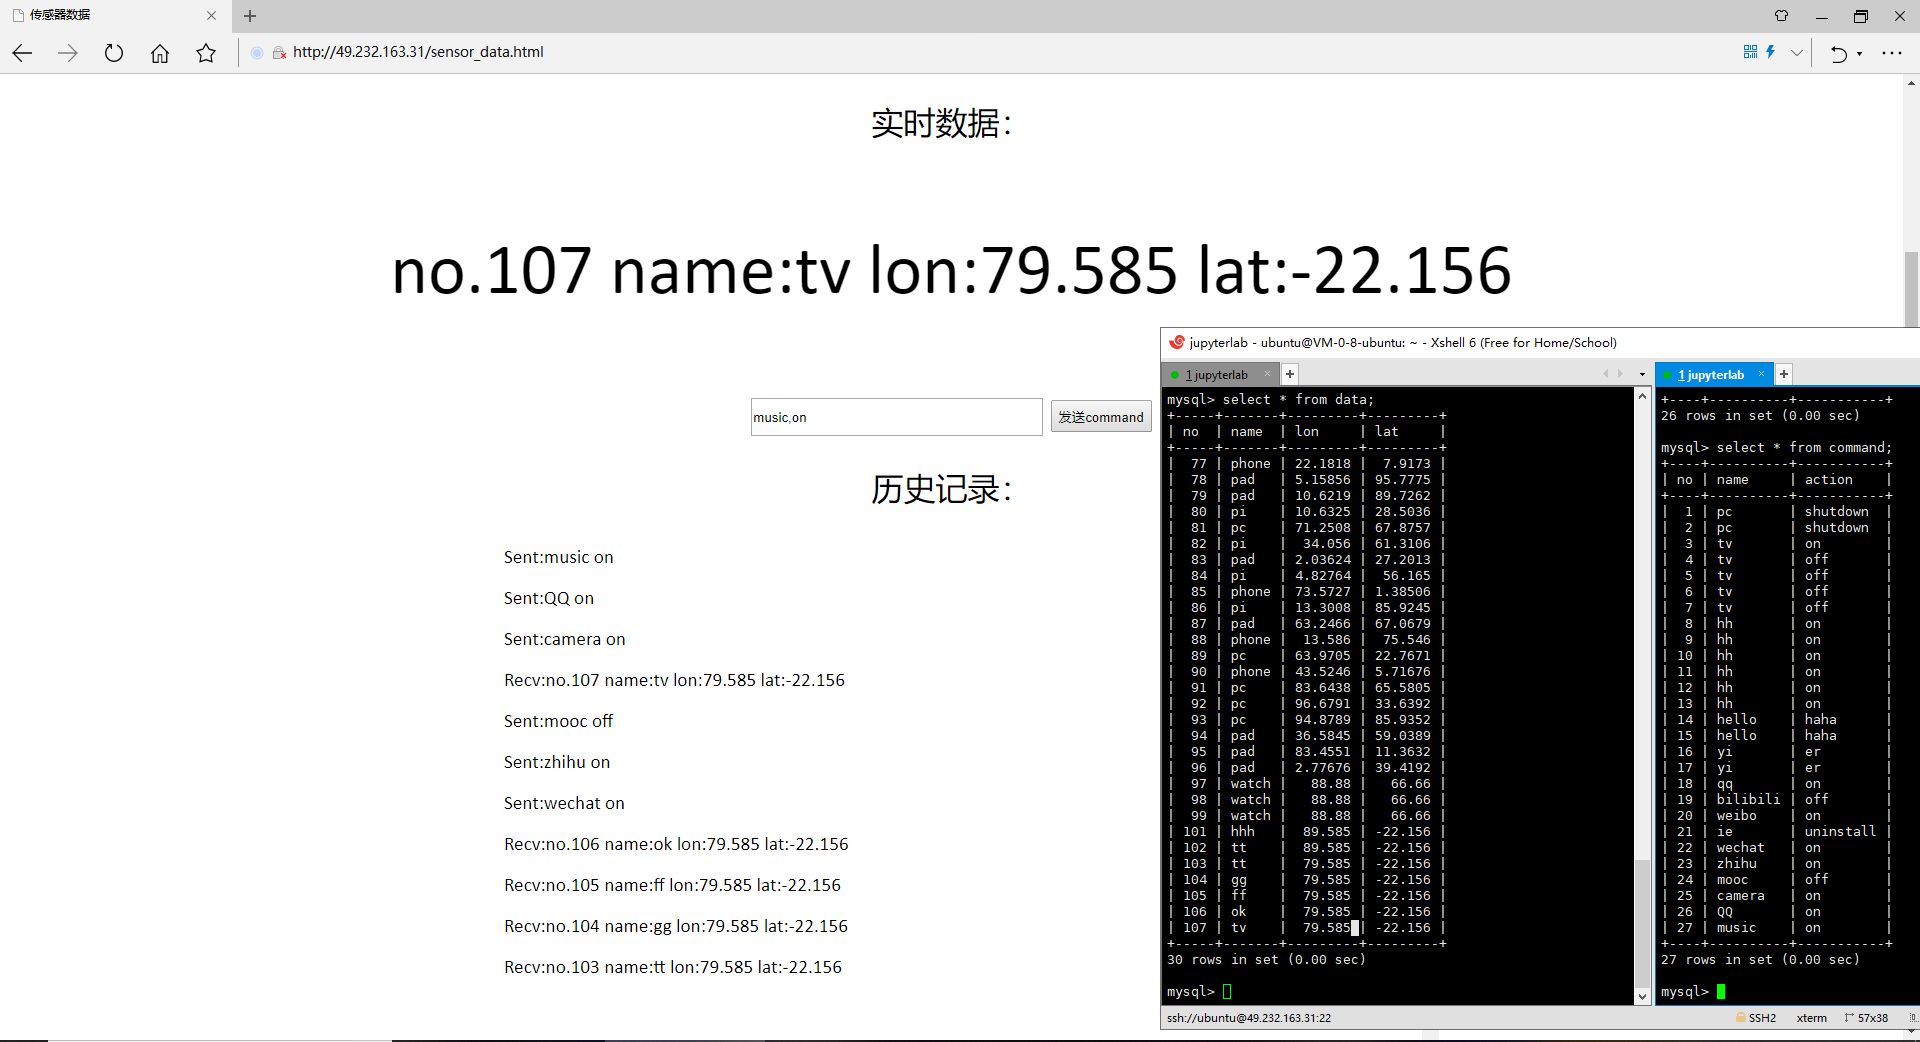 传感器数据
http://49.232.163.31/sensor_data.html
实时数据：
no.107 name:tv lon:79.585 lat:-22.156
music,on
发送command
历史记录：
Sent:music on
Sent:QQ on
Sent:camera on
Recv:no.107 name:tv lon:79.585 lat:-22.156
Sent:mooc off
Sent:zhihu on
Sent:wechat on
Recv:no.106 name:ok lon:79.585 lat:-22.156
Recv:no.105 name:ff lon:79.585 lat:-22.156
Recv:no.104 name:gg lon:79.585 lat:-22.156
Recv:no.103 name:tt lon:79.585 lat:-22.156
jupyterlab - ubuntu@VM-0-8-ubuntu: ~ - Xshell 6 (Free for Home/School)
1 jupyterlab
mysql> select * from data;
+-----+-------+---------+---------+
| no  | name  | lon     | lat     |
+-----+-------+---------+---------+
|  77 | phone | 22.1818 |  7.9173 |
|  78 | pad   | 5.15856 | 95.7775 |
|  79 | pad   | 10.6219 | 89.7262 |
|  80 | pi    | 10.6325 | 28.5036 |
|  81 | pc    | 71.2508 | 67.8757 |
|  82 | pi    |  34.056 | 61.3106 |
|  83 | pad   | 2.03624 | 27.2013 |
|  84 | pi    | 4.82764 |  56.165 |
|  85 | phone | 73.5727 | 1.38506 |
|  86 | pi    | 13.3008 | 85.9245 |
|  87 | pad   | 63.2466 | 67.0679 |
|  88 | phone |  13.586 |  75.546 |
|  89 | pc    | 63.9705 | 22.7671 |
|  90 | phone | 43.5246 | 5.71676 |
|  91 | pc    | 83.6438 | 65.5805 |
|  92 | pc    | 96.6791 | 33.6392 |
|  93 | pc    | 94.8789 | 85.9352 |
|  94 | pad   | 36.5845 | 59.0389 |
|  95 | pad   | 83.4551 | 11.3632 |
|  96 | pad   | 2.77676 | 39.4192 |
|  97 | watch |   88.88 |   66.66 |
|  98 | watch |   88.88 |   66.66 |
|  99 | watch |   88.88 |   66.66 |
| 101 | hhh   |  89.585 | -22.156 |
| 102 | tt    |  89.585 | -22.156 |
| 103 | tt    |  79.585 | -22.156 |
| 104 | gg    |  79.585 | -22.156 |
| 105 | ff    |  79.585 | -22.156 |
| 106 | ok    |  79.585 | -22.156 |
| 107 | tv    |  79.585 | -22.156 |
+-----+-------+---------+---------+
30 rows in set (0.00 sec)
mysql>
1 jupyterlab
+----+----------+-----------+
26 rows in set (0.00 sec)
mysql> select * from command;
+----+----------+-----------+
| no | name     | action    |
+----+----------+-----------+
|  1 | pc       | shutdown  |
|  2 | pc       | shutdown  |
|  3 | tv       | on        |
|  4 | tv       | off       |
|  5 | tv       | off       |
|  6 | tv       | off       |
|  7 | tv       | off       |
|  8 | hh       | on        |
|  9 | hh       | on        |
| 10 | hh       | on        |
| 11 | hh       | on        |
| 12 | hh       | on        |
| 13 | hh       | on        |
| 14 | hello    | haha      |
| 15 | hello    | haha      |
| 16 | yi       | er        |
| 17 | yi       | er        |
| 18 | qq       | on        |
| 19 | bilibili | off       |
| 20 | weibo    | on        |
| 21 | ie       | uninstall |
| 22 | wechat   | on        |
| 23 | zhihu    | on        |
| 24 | mooc     | off       |
| 25 | camera   | on        |
| 26 | QQ       | on        |
| 27 | music    | on        |
+----+----------+-----------+
27 rows in set (0.00 sec)
mysql>
ssh://ubuntu@49.232.163.31:22
SSH2 xterm 57x38